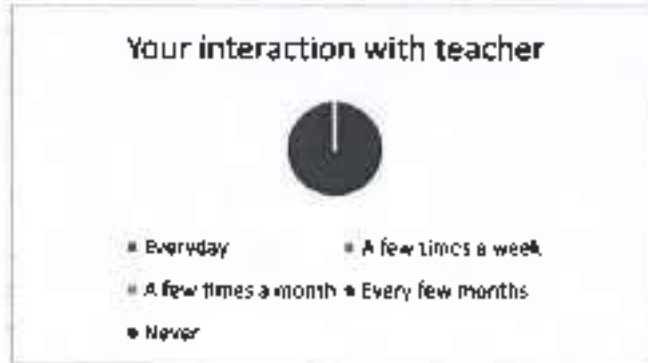 Your interaction with teacher
Everyday
A few times a week
A few times a month
Every few months
Never